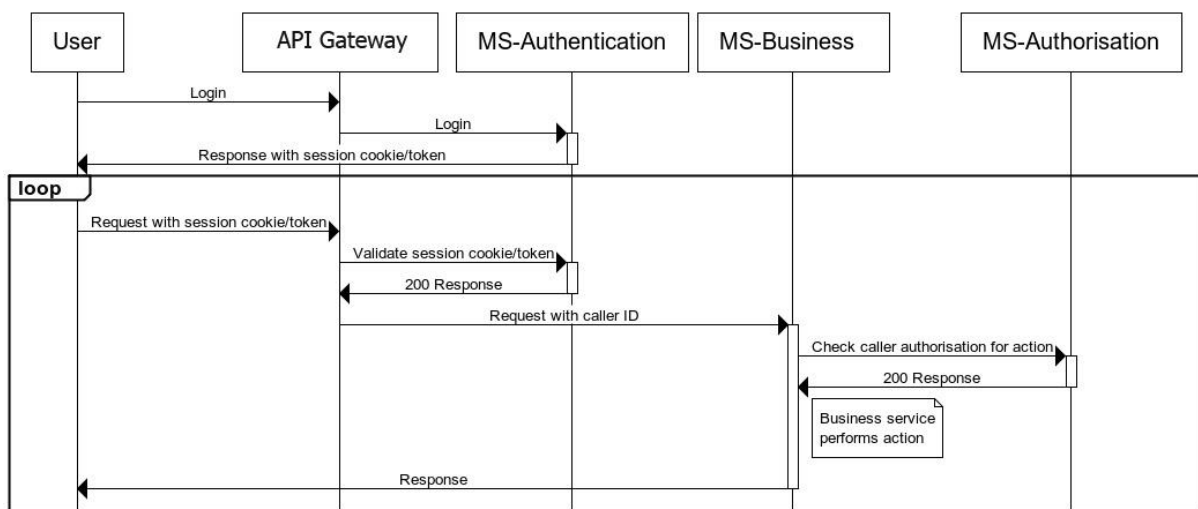 User
API Gateway
MS-Authentication
MS-Business
MS-Authorisation
Login
Login
Response with session cookie/token
loop
Request with session cookie/token
Validate session cookie/token
200 Response
Request with caller ID
Check caller authorisation for action
200 Response
Business service
performs action
Response